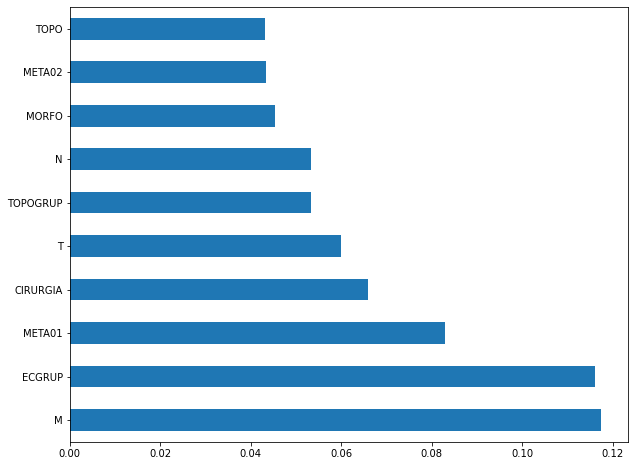 TOPO
META02
MORFO
N
TOPOGRUP
T
CIRURGIA
META01
ECGRUP
M
0.00 0.02 0.04 0.06 0.08 0.10 0.12